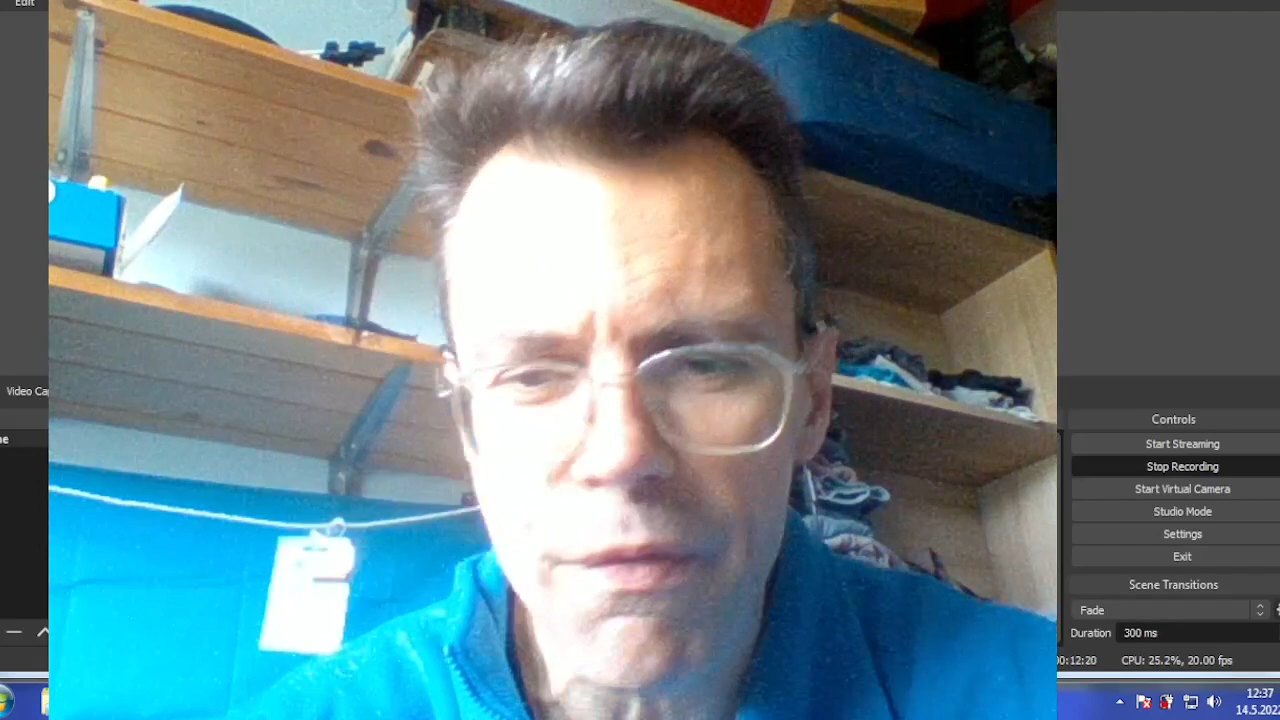 Edit
Video Ca
ne
Controls
Start Streaming
Stop Recording
Start Virtual Camera
Studio Mode
Settings
Exit
Scene Transitions
Fade
Duration 300 ms
00:12:20 CPU: 25.2%, 20.00 fps
12:37
14.5.202